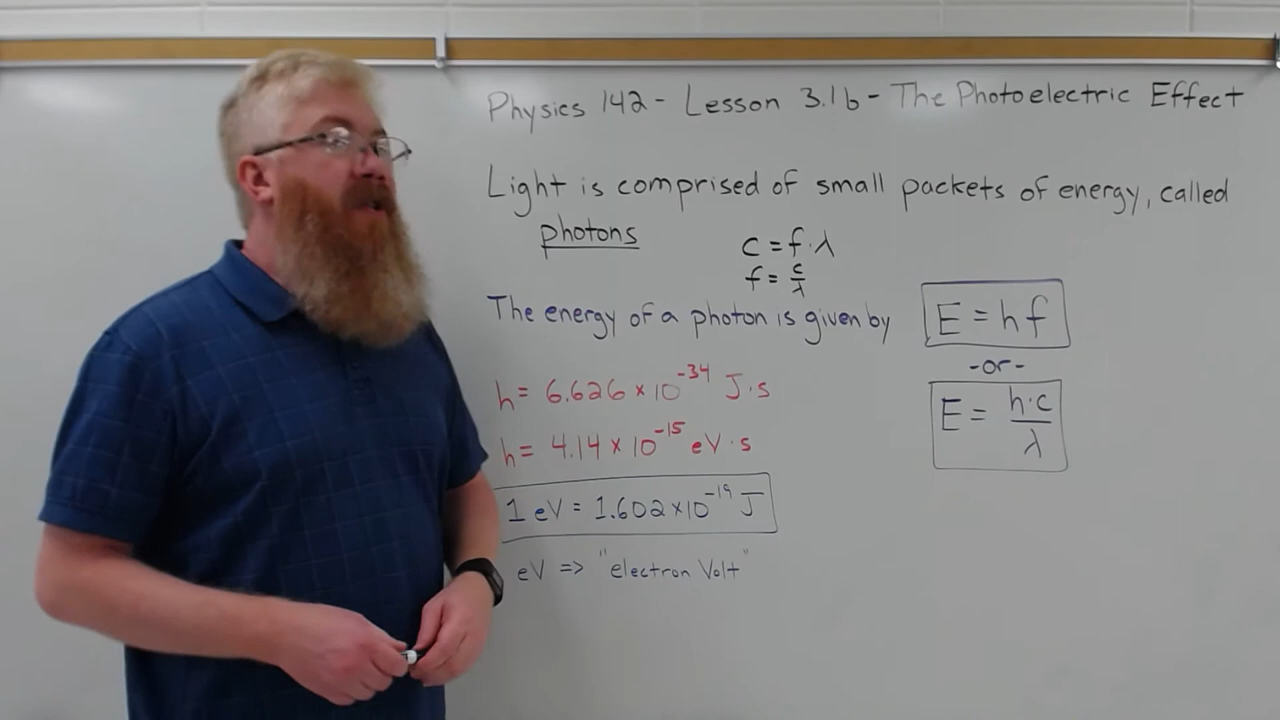 Physics 142 - Lesson 3.1b - The Photoelectric Effect
Light is comprised of small packets of energy, called
photons
c = f·λ
f = c/λ
The energy of a photon is given by
E = hf
-or-
E = h·c/λ
h = 6.626 × 10⁻³⁴ J·s
h = 4.14 × 10⁻¹⁵ eV·s
1 eV = 1.602 × 10⁻¹⁹ J
eV => "electron Volt"